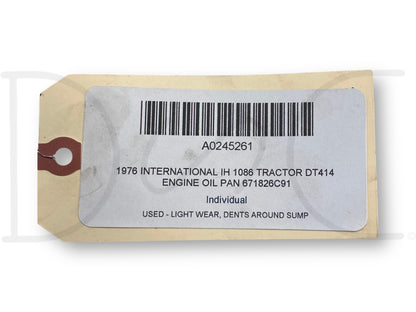 A0245261
1976 INTERNATIONAL IH 1086 TRACTOR DT414
ENGINE OIL PAN 671826C91
Individual
USED - LIGHT WEAR, DENTS AROUND SUMP